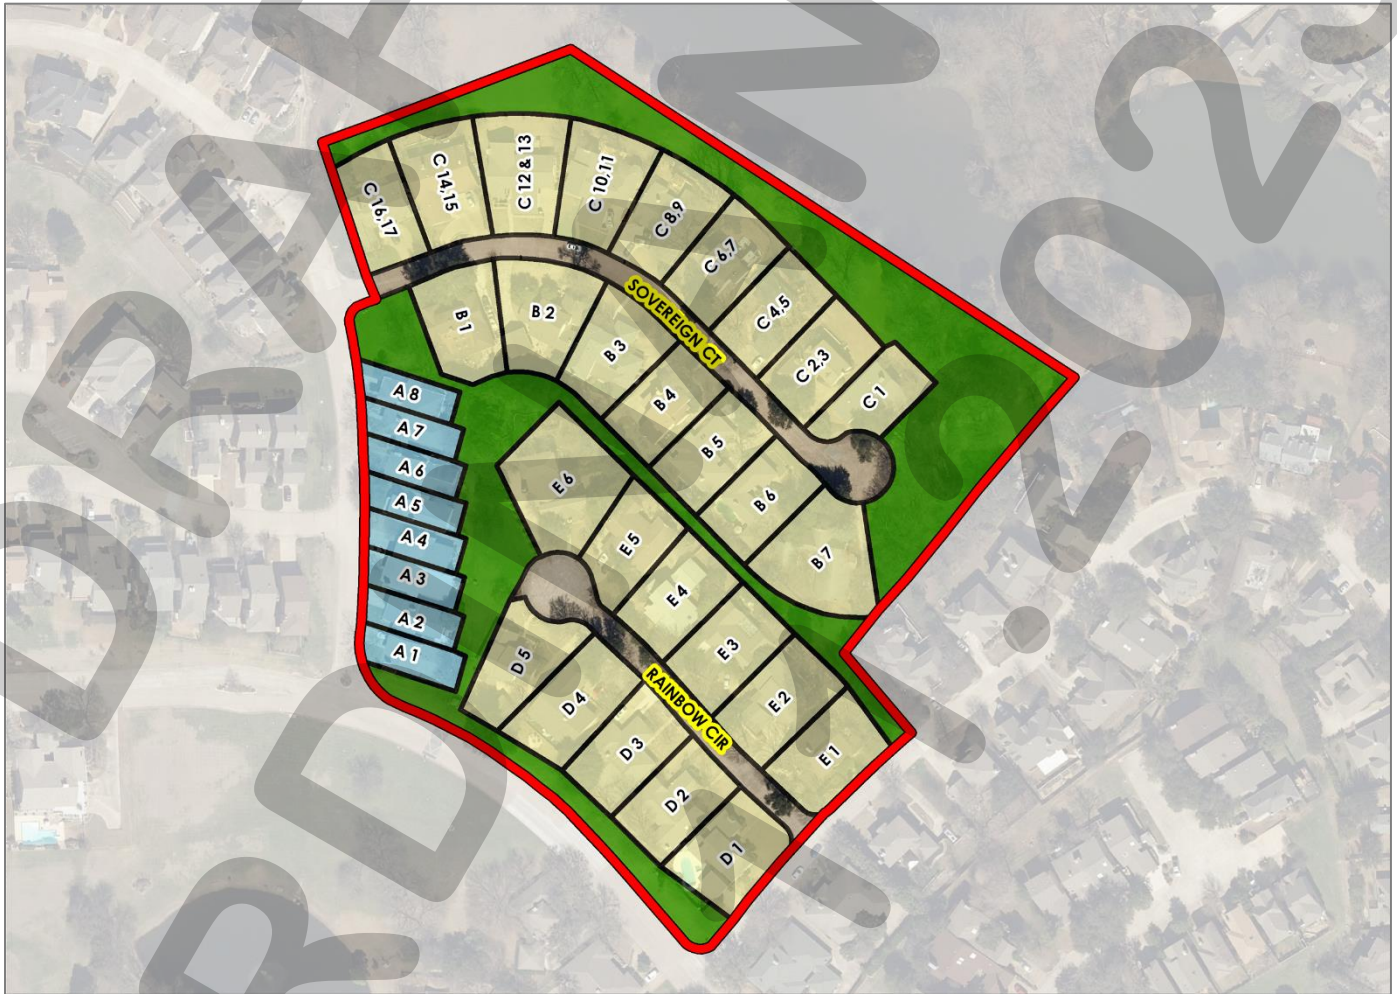 C 16,17
C 14,15
C 12 & 13
C 10,11
C 8,9
C 6,7
C 4,5
C 2,3
C 1
SOVEREIGN CT
B 1
B 2
B 3
B 4
B 5
B 6
B 7
A 8
A 7
A 6
A 5
A 4
A 3
A 2
A 1
E 6
E 5
E 4
E 3
E 2
E 1
RAINBOW CIR
D 5
D 4
D 3
D 2
D 1